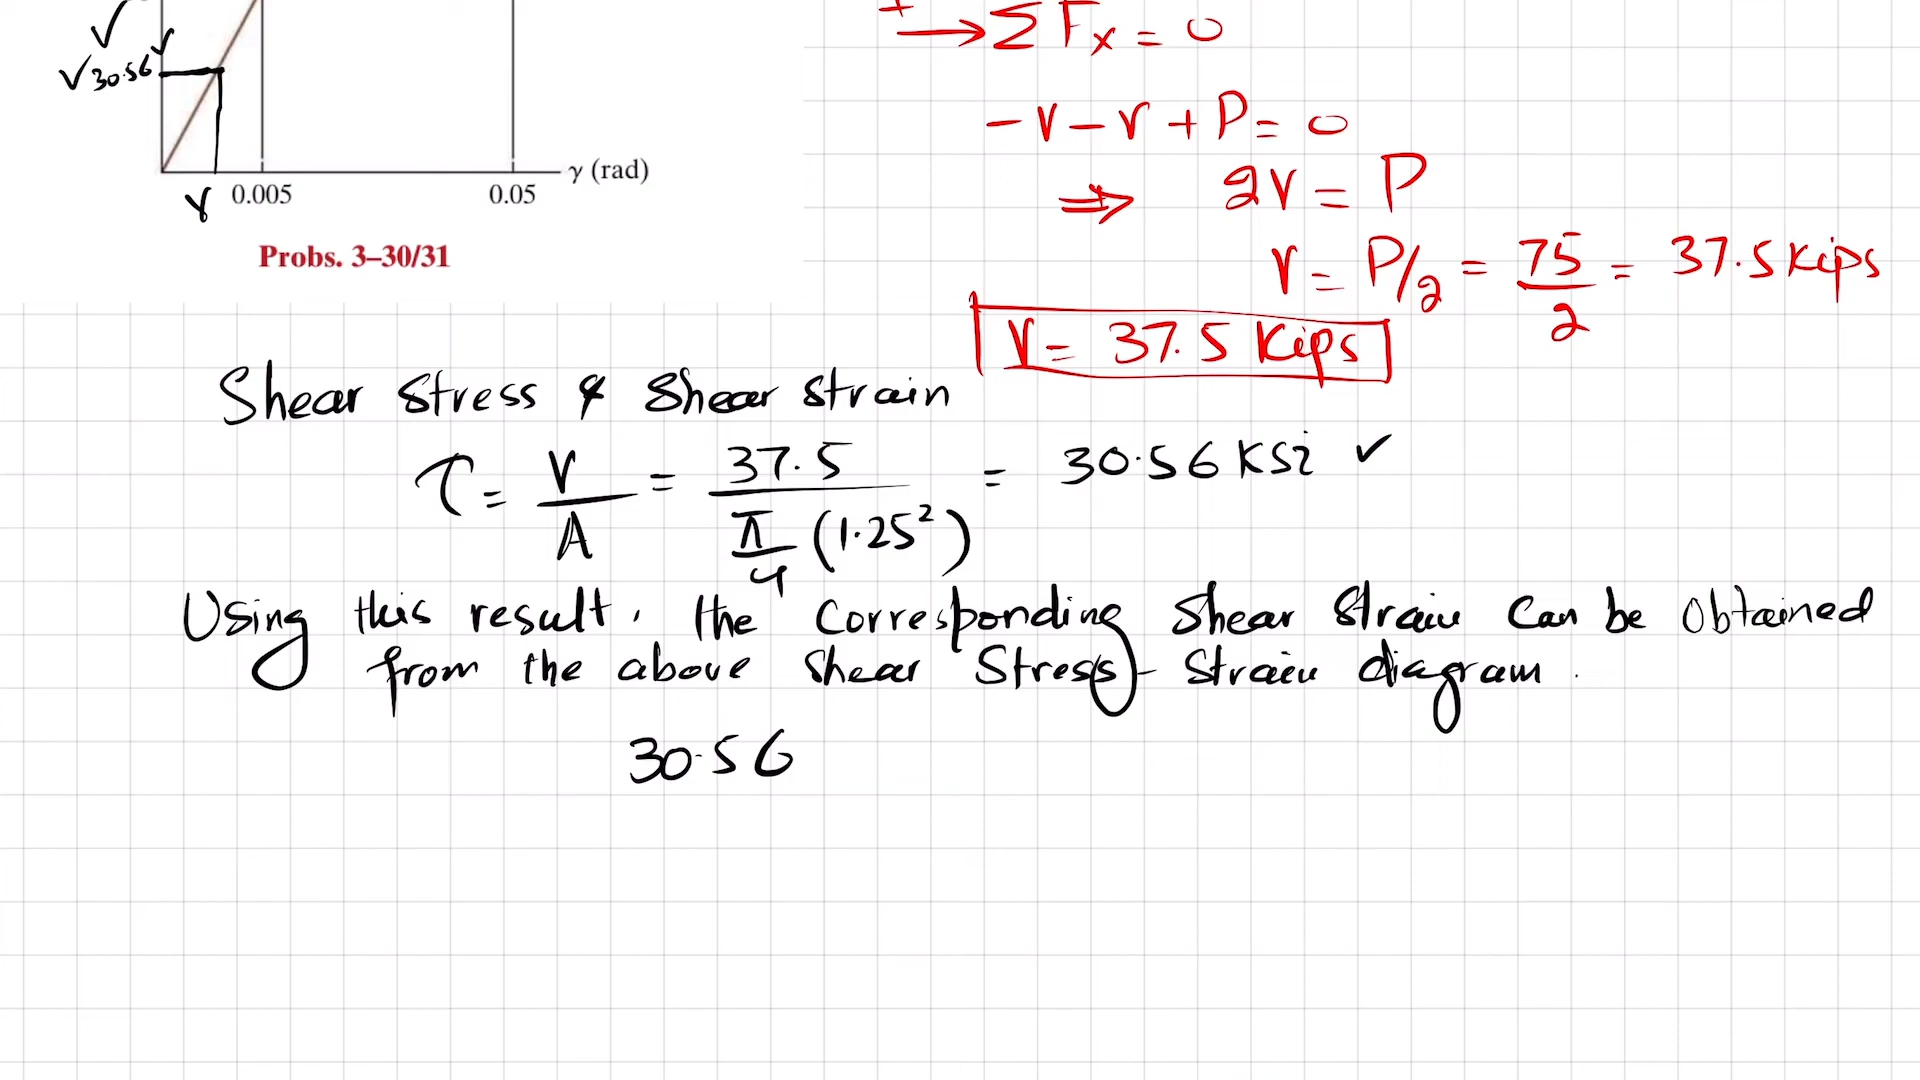 √30.56
γ (rad)
γ 0.005 0.05
Probs. 3–30/31
+
→ ΣFx = 0
-V-V+P=0
⇒ 2V = P
V = P/2 = 75/2 = 37.5 Kips
V = 37.5 Kips
Shear Stress & Shear Strain
τ = V/A = 37.5/(π/4 (1.25²)) = 30.56 KSi ✓
Using this result, the Corresponding Shear Strain Can be Obtained
from the above Shear Stress-Strain diagram.
30.56